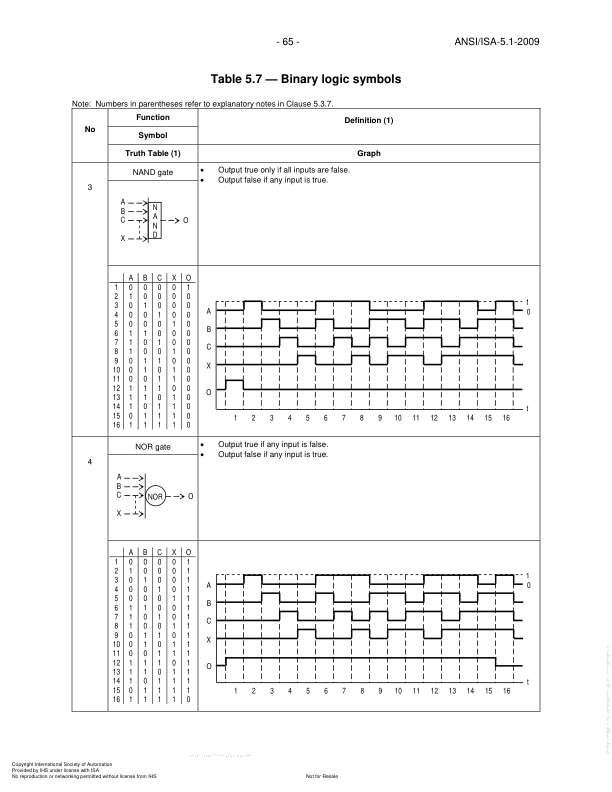 - 65 - ANSI/ISA-5.1-2009
Table 5.7 — Binary logic symbols
Note: Numbers in parentheses refer to explanatory notes in Clause 5.3.7.
No
Function
Symbol
Truth Table (1)
Definition (1)
Graph
3
NAND gate
• Output true only if all inputs are false.
• Output false if any input is true.
A
B
C
X
NAND
O
A B C X O
1 0 0 0 0 1
2 1 0 0 0 0
3 0 1 0 0 0
4 0 0 1 0 0
5 0 0 0 1 0
6 1 1 0 0 0
7 1 0 1 0 0
8 1 0 0 1 0
9 0 1 1 0 0
10 0 1 0 1 0
11 0 0 1 1 0
12 1 1 1 0 0
13 1 1 0 1 0
14 1 0 1 1 0
15 0 1 1 1 0
16 1 1 1 1 0
A
B
C
X
O
1
0
t
1 2 3 4 5 6 7 8 9 10 11 12 13 14 15 16
4
NOR gate
• Output true if any input is false.
• Output false if any input is true.
A
B
C
X
NOR
O
A B C X O
1 0 0 0 0 1
2 1 0 0 0 1
3 0 1 0 0 1
4 0 0 1 0 1
5 0 0 0 1 1
6 1 1 0 0 1
7 1 0 1 0 1
8 1 0 0 1 1
9 0 1 1 0 1
10 0 1 0 1 1
11 0 0 1 1 1
12 1 1 1 0 1
13 1 1 0 1 1
14 1 0 1 1 1
15 0 1 1 1 1
16 1 1 1 1 0
A
B
C
X
O
1
0
t
1 2 3 4 5 6 7 8 9 10 11 12 13 14 15 16
Copyright International Society of Automation
Provided by IHS under license with ISA
No reproduction or networking permitted without license from IHS
Not for Resale